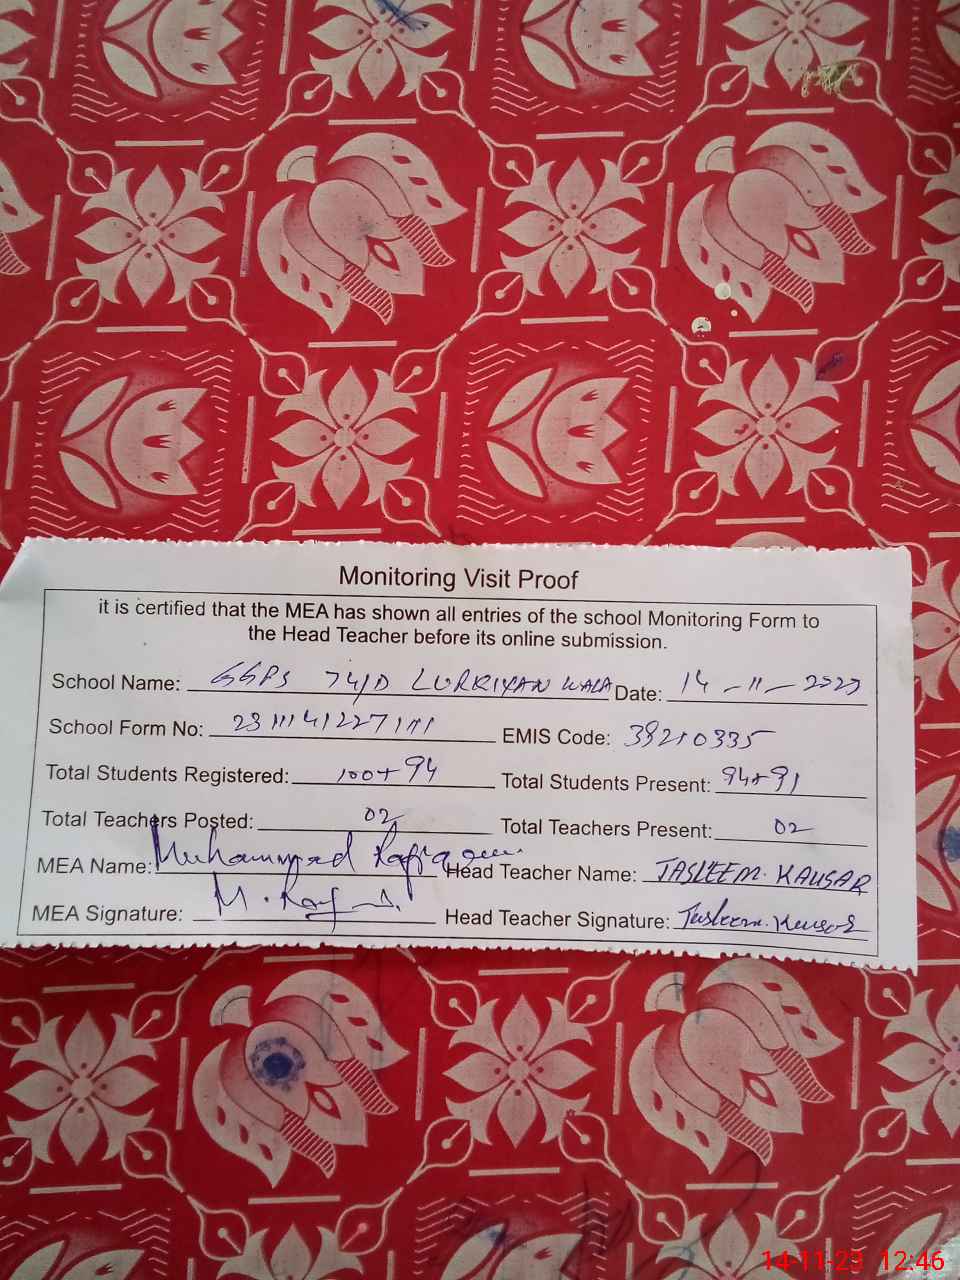 Monitoring Visit Proof
it is certified that the MEA has shown all entries of the school Monitoring Form to
the Head Teacher before its online submission.
School Name: GGPS 74/D LURKIYAN WALA Date: 14-11-2023
School Form No: EMIS Code: 39210335
Total Students Registered: 100+94 Total Students Present: 94+91
Total Teachers Posted: 02 Total Teachers Present: 02
MEA Name: Muhammad Head Teacher Name: TASLEEM. KAUSAR
MEA Signature: Head Teacher Signature: Tasleem. Kausar
14-11-23 12:46